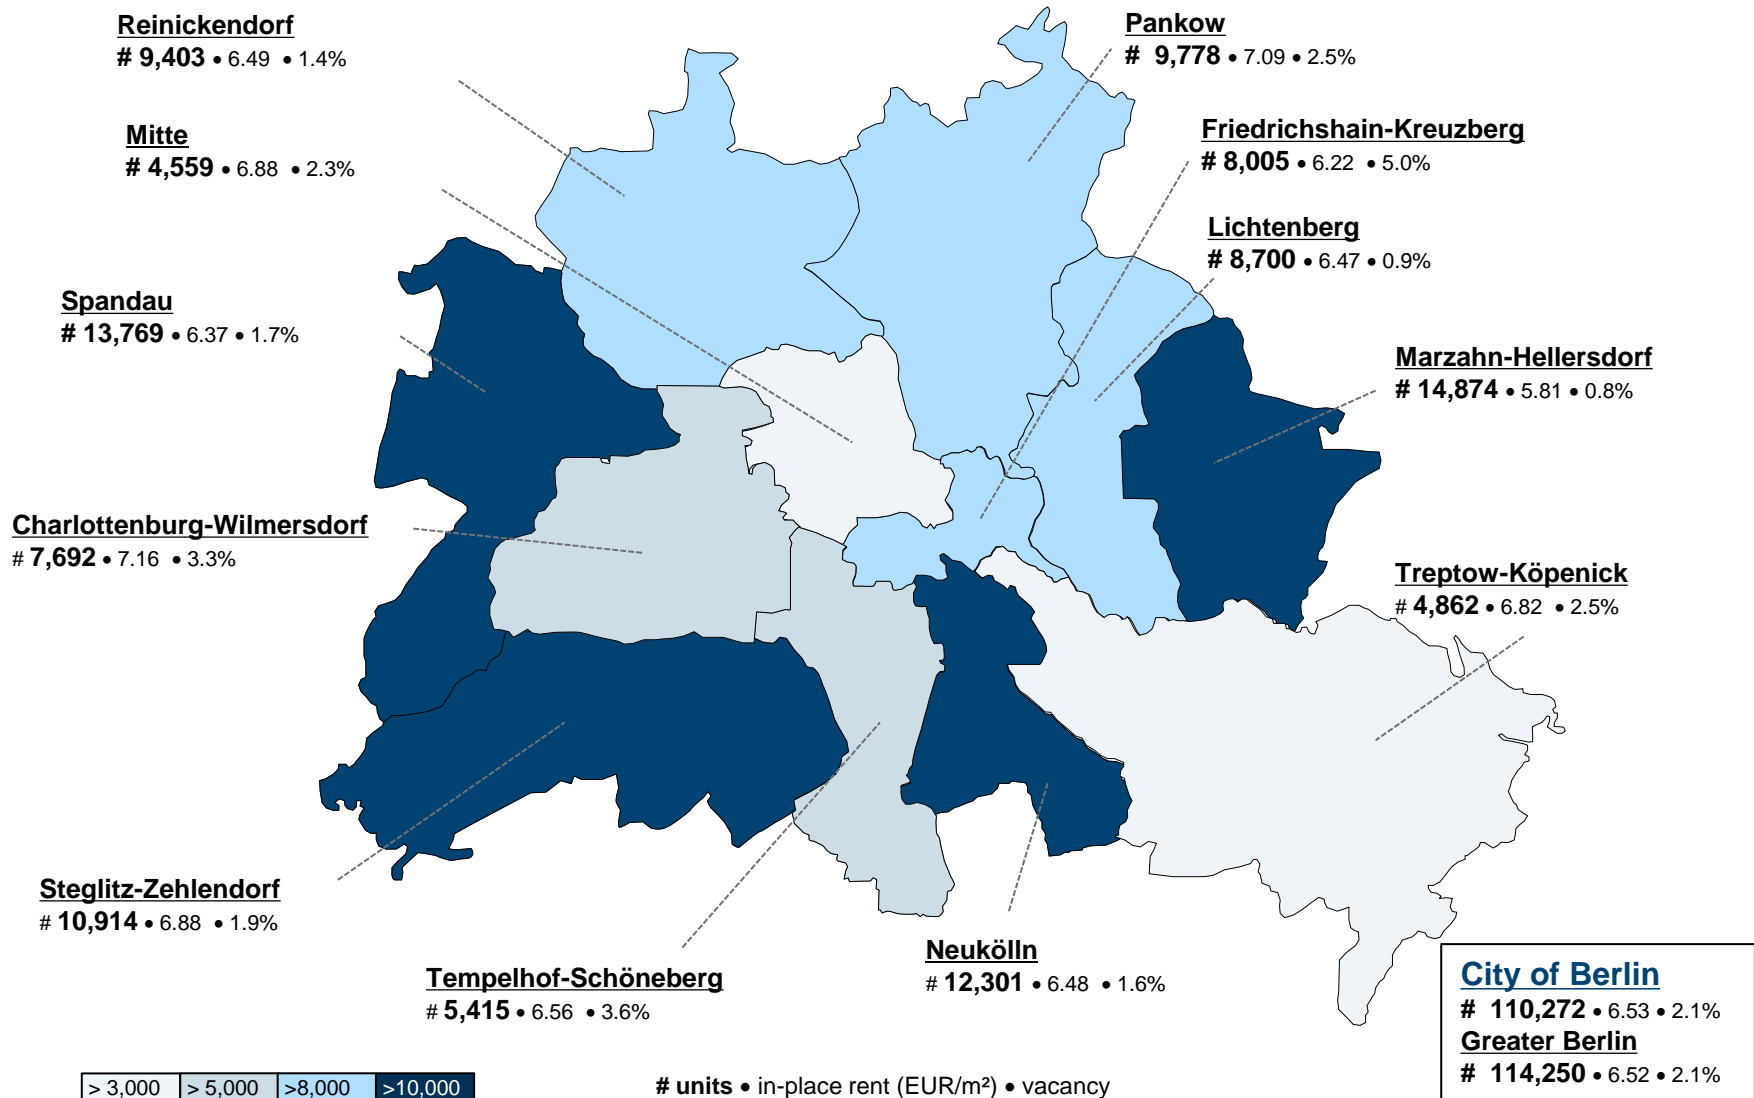 Reinickendorf
# 9,403 • 6.49 • 1.4%
Pankow
# 9,778 • 7.09 • 2.5%
Mitte
# 4,559 • 6.88 • 2.3%
Friedrichshain-Kreuzberg
# 8,005 • 6.22 • 5.0%
Lichtenberg
# 8,700 • 6.47 • 0.9%
Spandau
# 13,769 • 6.37 • 1.7%
Marzahn-Hellersdorf
# 14,874 • 5.81 • 0.8%
Charlottenburg-Wilmersdorf
# 7,692 • 7.16 • 3.3%
Treptow-Köpenick
# 4,862 • 6.82 • 2.5%
Steglitz-Zehlendorf
# 10,914 • 6.88 • 1.9%
Tempelhof-Schöneberg
# 5,415 • 6.56 • 3.6%
Neukölln
# 12,301 • 6.48 • 1.6%
City of Berlin
# 110,272 • 6.53 • 2.1%
Greater Berlin
# 114,250 • 6.52 • 2.1%
> 3,000 > 5,000 >8,000 >10,000
# units • in-place rent (EUR/m²) • vacancy